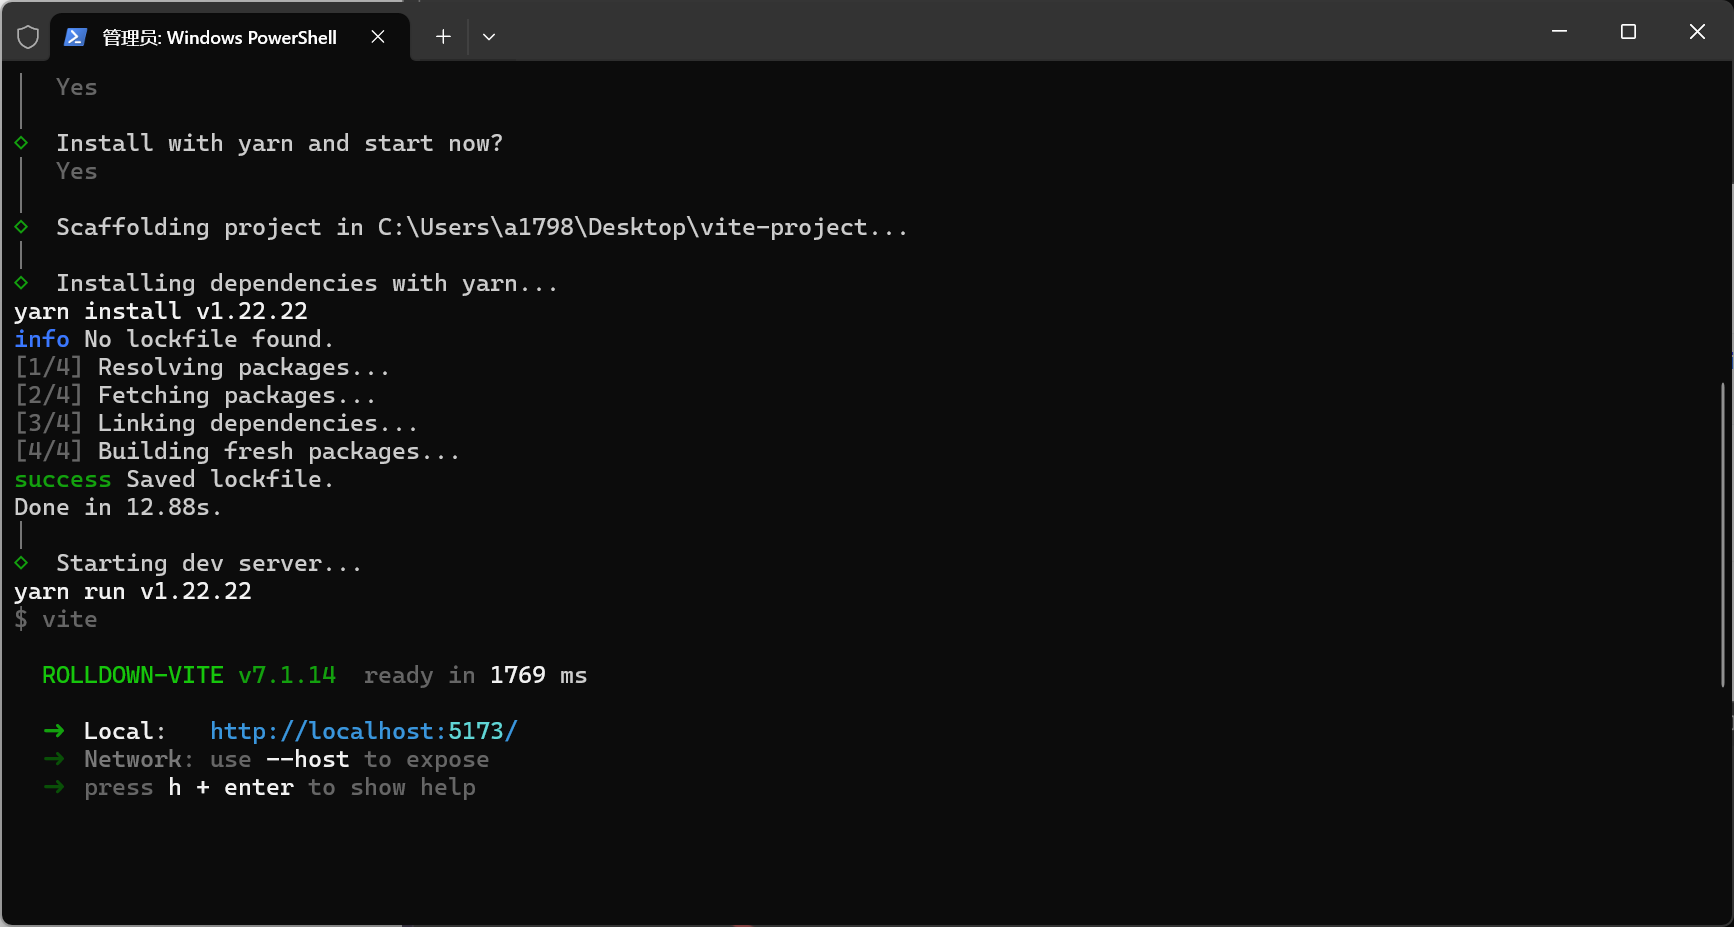 管理员: Windows PowerShell
Yes
Install with yarn and start now?
Yes
Scaffolding project in C:\Users\a1798\Desktop\vite-project...
Installing dependencies with yarn...
yarn install v1.22.22
info No lockfile found.
[1/4] Resolving packages...
[2/4] Fetching packages...
[3/4] Linking dependencies...
[4/4] Building fresh packages...
success Saved lockfile.
Done in 12.88s.
Starting dev server...
yarn run v1.22.22
$ vite
ROLLDOWN-VITE v7.1.14  ready in 1769 ms
➜ Local:   http://localhost:5173/
➜ Network: use --host to expose
➜ press h + enter to show help